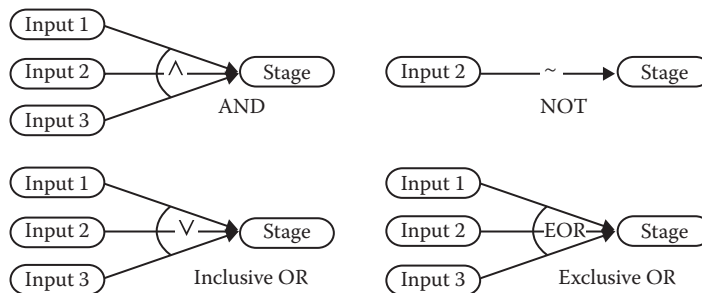 Input 1
Input 2
Input 3
∧
Stage
AND
Input 2
~
Stage
NOT
Input 1
Input 2
Input 3
∨
Stage
Inclusive OR
Input 1
Input 2
Input 3
EOR
Stage
Exclusive OR